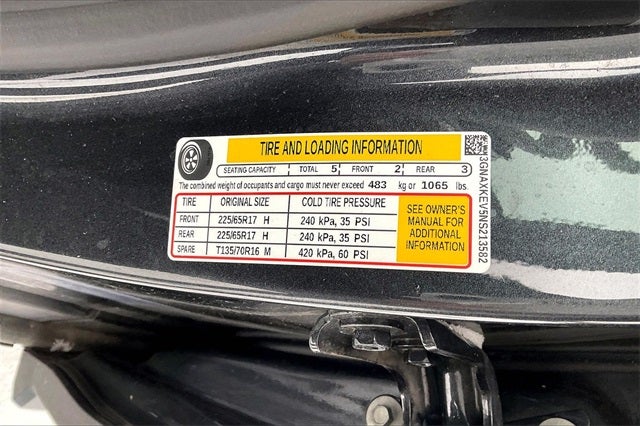 TIRE AND LOADING INFORMATION
SEATING CAPACITY TOTAL 5 FRONT 2 REAR 3
The combined weight of occupants and cargo must never exceed 483 kg or 1065 lbs.
TIRE ORIGINAL SIZE COLD TIRE PRESSURE
FRONT 225/65R17 H 240 kPa, 35 PSI
REAR 225/65R17 H 240 kPa, 35 PSI
SPARE T135/70R16 M 420 kPa, 60 PSI
SEE OWNER'S
MANUAL FOR
ADDITIONAL
INFORMATION
3GNAXKEV5NS213582